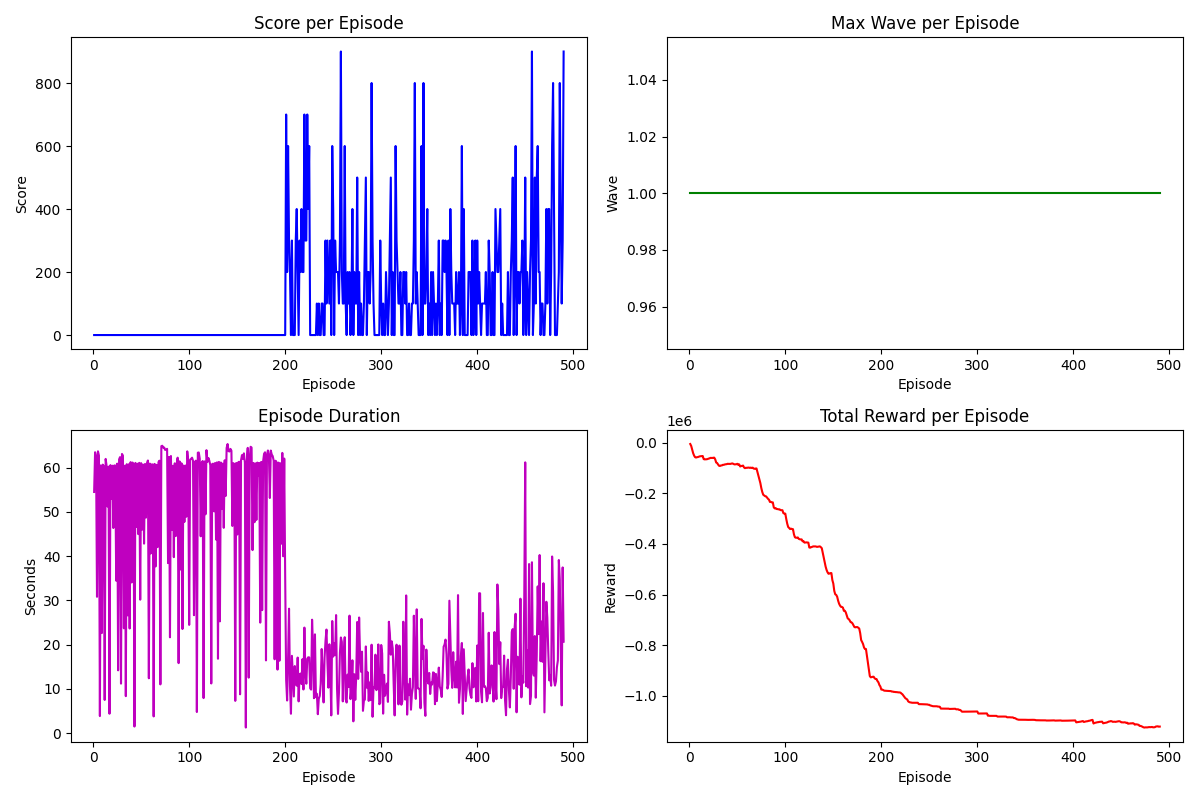 Score per Episode
Max Wave per Episode
Score
800
600
400
200
0
0 100 200 300 400 500
Episode
Wave
1.04
1.02
1.00
0.98
0.96
0 100 200 300 400 500
Episode
Episode Duration
Total Reward per Episode
Seconds
60
50
40
30
20
10
0
0 100 200 300 400 500
Episode
1e6
Reward
0.0
−0.2
−0.4
−0.6
−0.8
−1.0
0 100 200 300 400 500
Episode